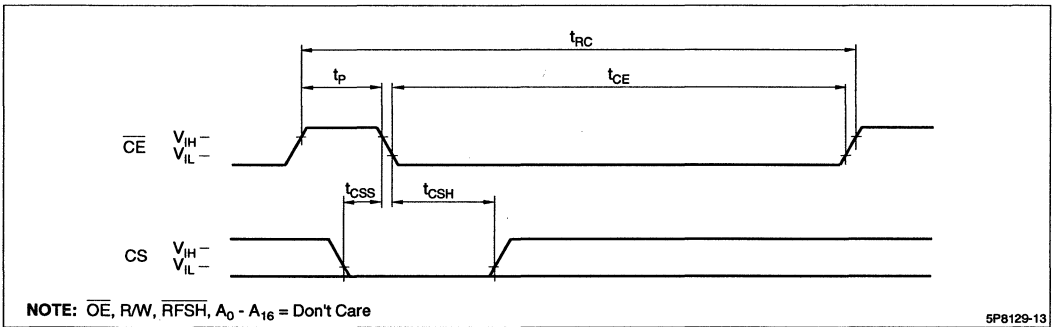 tRC
tP
tCE
CE
VIH –
VIL –
tCSS
tCSH
CS
VIH –
VIL –
NOTE: OE, R/W, RFSH, A0 - A16 = Don't Care
5P8129-13